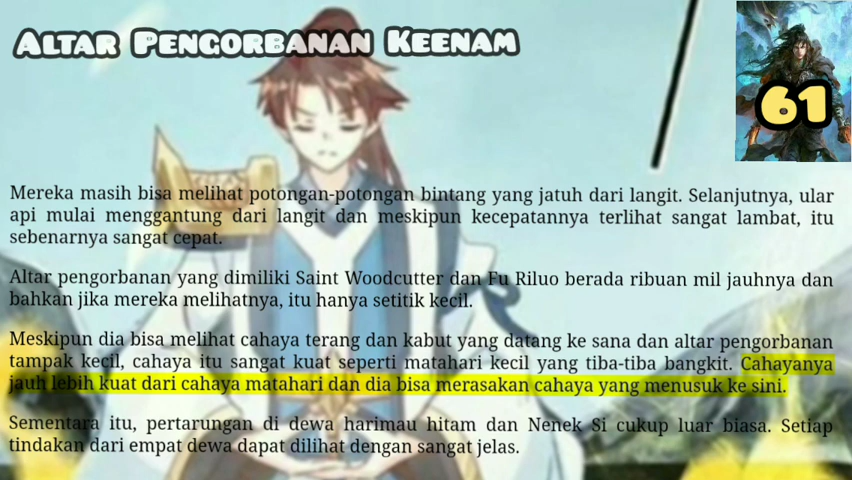 Altar Pengorbanan Keenam
61
Mereka masih bisa melihat potongan-potongan bintang yang jatuh dari langit. Selanjutnya, ular
api mulai menggantung dari langit dan meskipun kecepatannya terlihat sangat lambat, itu
sebenarnya sangat cepat.
Altar pengorbanan yang dimiliki Saint Woodcutter dan Fu Riluo berada ribuan mil jauhnya dan
bahkan jika mereka melihatnya, itu hanya setitik kecil.
Meskipun dia bisa melihat cahaya terang dan kabut yang datang ke sana dan altar pengorbanan
tampak kecil, cahaya itu sangat kuat seperti matahari kecil yang tiba-tiba bangkit. Cahayanya
jauh lebih kuat dari cahaya matahari dan dia bisa merasakan cahaya yang menusuk ke sini.
Sementara itu, pertarungan di dewa harimau hitam dan Nenek Si cukup luar biasa. Setiap
tindakan dari empat dewa dapat dilihat dengan sangat jelas.